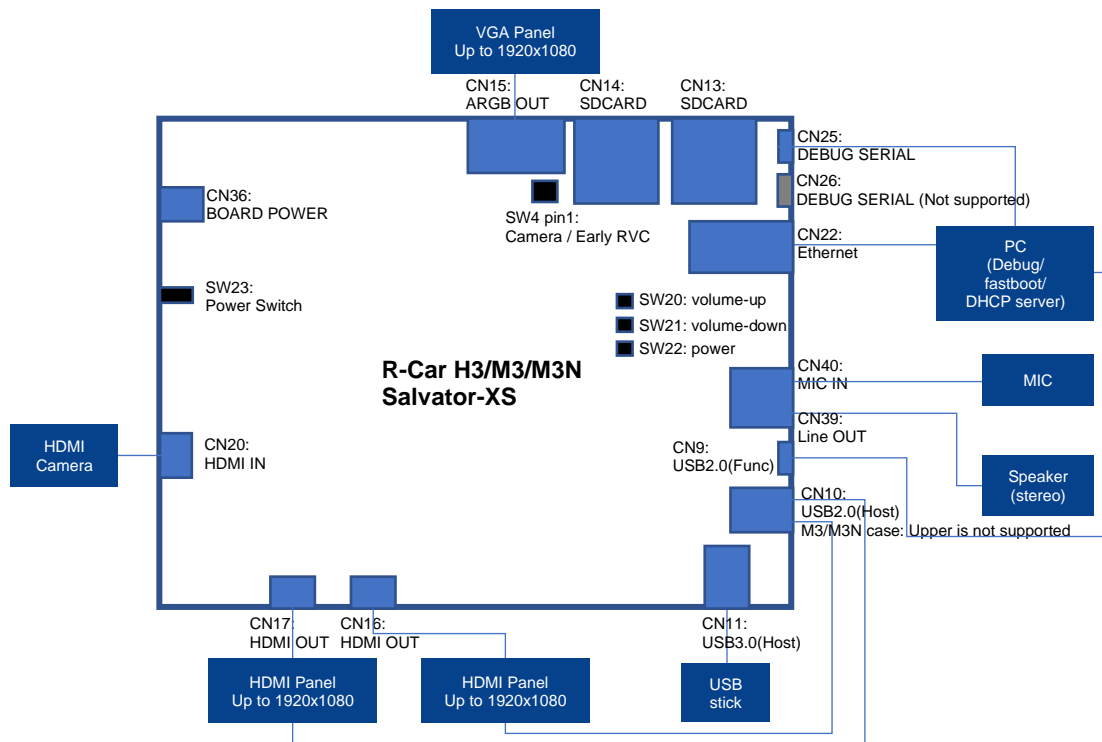 VGA Panel
Up to 1920x1080
CN15:
ARGB OUT
CN14:
SDCARD
CN13:
SDCARD
CN25:
DEBUG SERIAL
CN26:
DEBUG SERIAL (Not supported)
CN36:
BOARD POWER
SW4 pin1:
Camera / Early RVC
CN22:
Ethernet
PC
(Debug/
fastboot/
DHCP server)
SW23:
Power Switch
SW20: volume-up
SW21: volume-down
SW22: power
R-Car H3/M3/M3N
Salvator-XS
CN40:
MIC IN
MIC
CN39:
Line OUT
HDMI
Camera
CN20:
HDMI IN
CN9:
USB2.0(Func)
Speaker
(stereo)
CN10:
USB2.0(Host)
M3/M3N case: Upper is not supported
CN17:
HDMI OUT
CN16:
HDMI OUT
CN11:
USB3.0(Host)
HDMI Panel
Up to 1920x1080
HDMI Panel
Up to 1920x1080
USB
stick